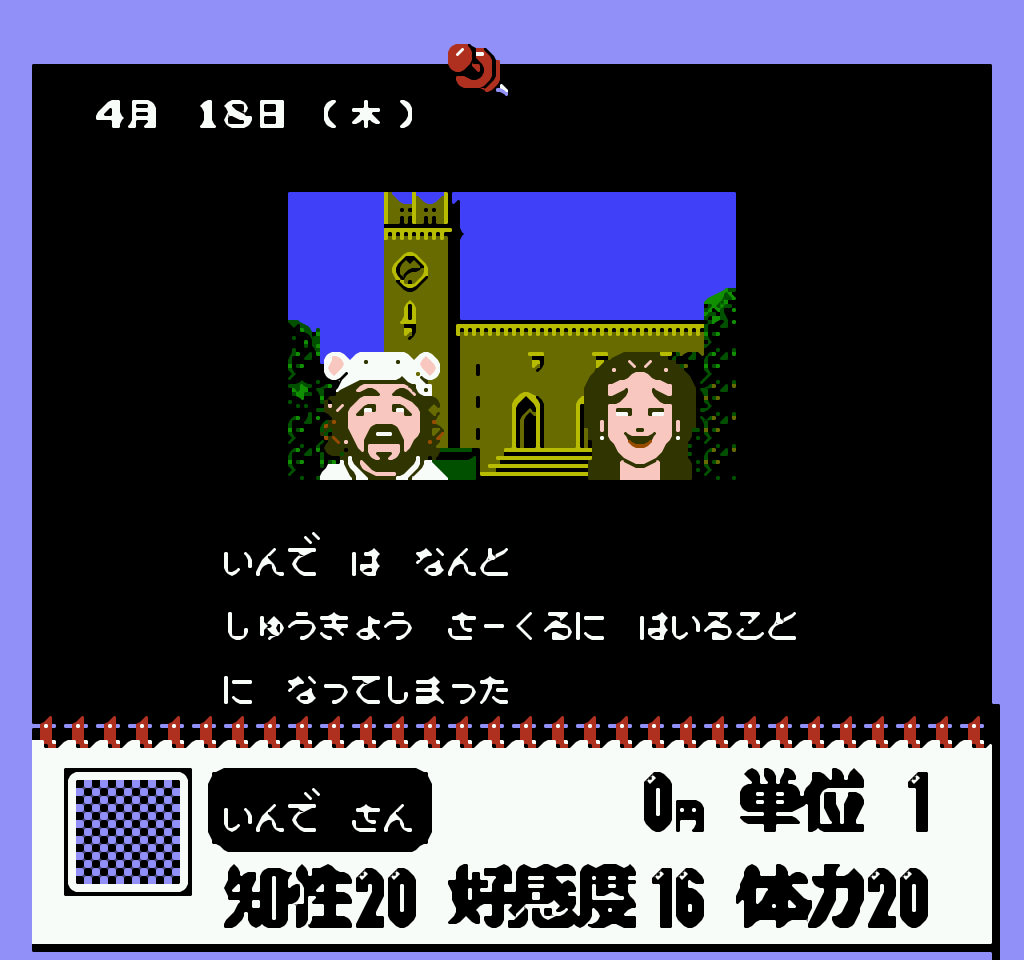 4月 18日 (木)
いんで は なんと
しゅうきょう さーくるに はいること
に なってしまった
いんで さん 0円 単位 1
知性20 好感度16 体力20